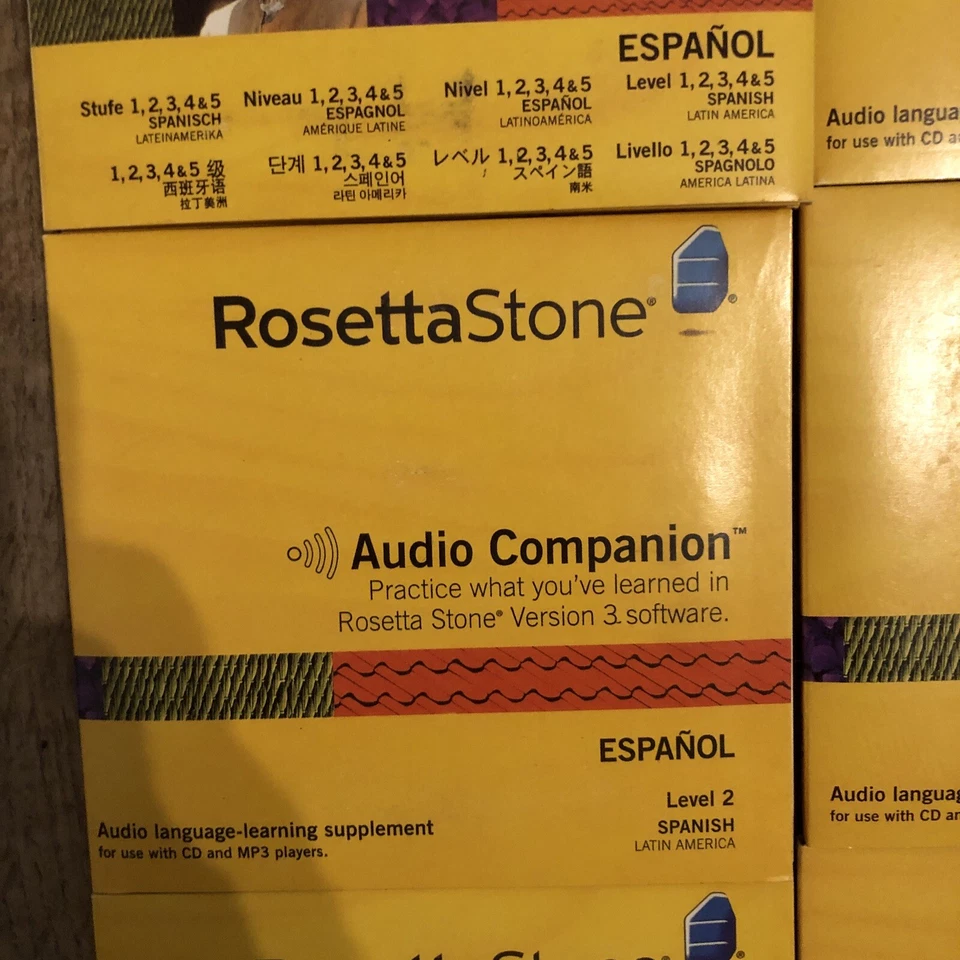 ESPAÑOL
Stufe 1, 2, 3, 4 & 5
SPANISCH
LATEINAMERIKA
Niveau 1, 2, 3, 4 & 5
ESPAGNOL
AMÉRIQUE LATINE
Nivel 1, 2, 3, 4 & 5
ESPAÑOL
LATINOAMÉRICA
Level 1, 2, 3, 4 & 5
SPANISH
LATIN AMERICA
1, 2, 3, 4 & 5 级
西班牙语
拉丁美洲
단계 1, 2, 3, 4 & 5
스페인어
라틴 아메리카
レベル 1, 2, 3, 4 & 5
スペイン語
南米
Livello 1, 2, 3, 4 & 5
SPAGNOLO
AMERICA LATINA
Audio langua
for use with CD a
RosettaStone®
®
Audio Companion™
Practice what you've learned in
Rosetta Stone® Version 3 software.
ESPAÑOL
Level 2
SPANISH
LATIN AMERICA
Audio language-learning supplement
for use with CD and MP3 players.
Audio languag
for use with CD an
RosettaStone®
®